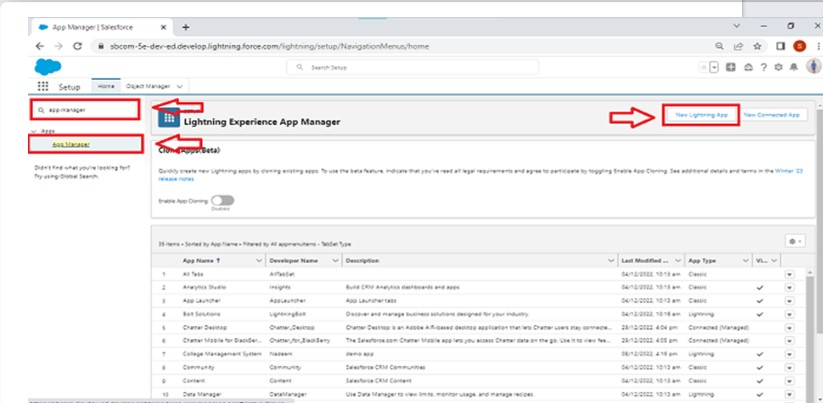 App Manager | Salesforce
sbcom-5e-dev-ed.develop.lightning.force.com/lightning/setup/NavigationMenus/home
S
Search Setup
Setup
Home
Object Manager
app manager
Apps
App Manager
Didn't find what you're looking for?
Try using Global Search.
Lightning Experience App Manager
New Lightning App
New Connected App
Quickly create new Lightning apps by cloning existing apps. To use the beta feature, indicate that you've read all legal requirements and agree to participate by toggling Enable App Cloning. See additional details and terms in the Winter '23
release notes
Enable App Cloning
Disabled
35 items • Sorted by App Name • Filtered by All appmenuitems - TabSet Type
App Name ↑ Developer Name Description Last Modified ... App Type Vi...
1 All Tabs AllTabSet 04/12/2022, 10:13 am Classic
2 Analytics Studio Insights Build CRM Analytics dashboards and apps 04/12/2022, 10:13 am Classic
3 App Launcher AppLauncher App Launcher tabs 04/12/2022, 10:13 am Classic
4 Bolt Solutions LightningBolt Discover and manage business solutions designed for your industry. 04/12/2022, 10:16 am Lightning
5 Chatter Desktop Chatter_Desktop Chatter Desktop is an Adobe AIR-based desktop application that lets Chatter users stay connecte... 29/12/2022, 4:04 pm Connected (Managed)
6 Chatter Mobile for BlackBer... Chatter_for_BlackBerry The Salesforce.com Chatter Mobile app lets you access Chatter data on the go. Use it to view fee... 29/12/2022, 4:05 pm Connected (Managed)
7 College Management System Nadeem demo app 4:16 pm Lightning
8 Community Community Salesforce CRM Communities 04/12/2022, 10:13 am Classic
9 Content Content Salesforce CRM Content 04/12/2022, 10:13 am Classic
10 Data Manager DataManager Use Data Manager to view limits, monitor usage, and manage recipes. 04/12/2022, 10:13 am Lightning